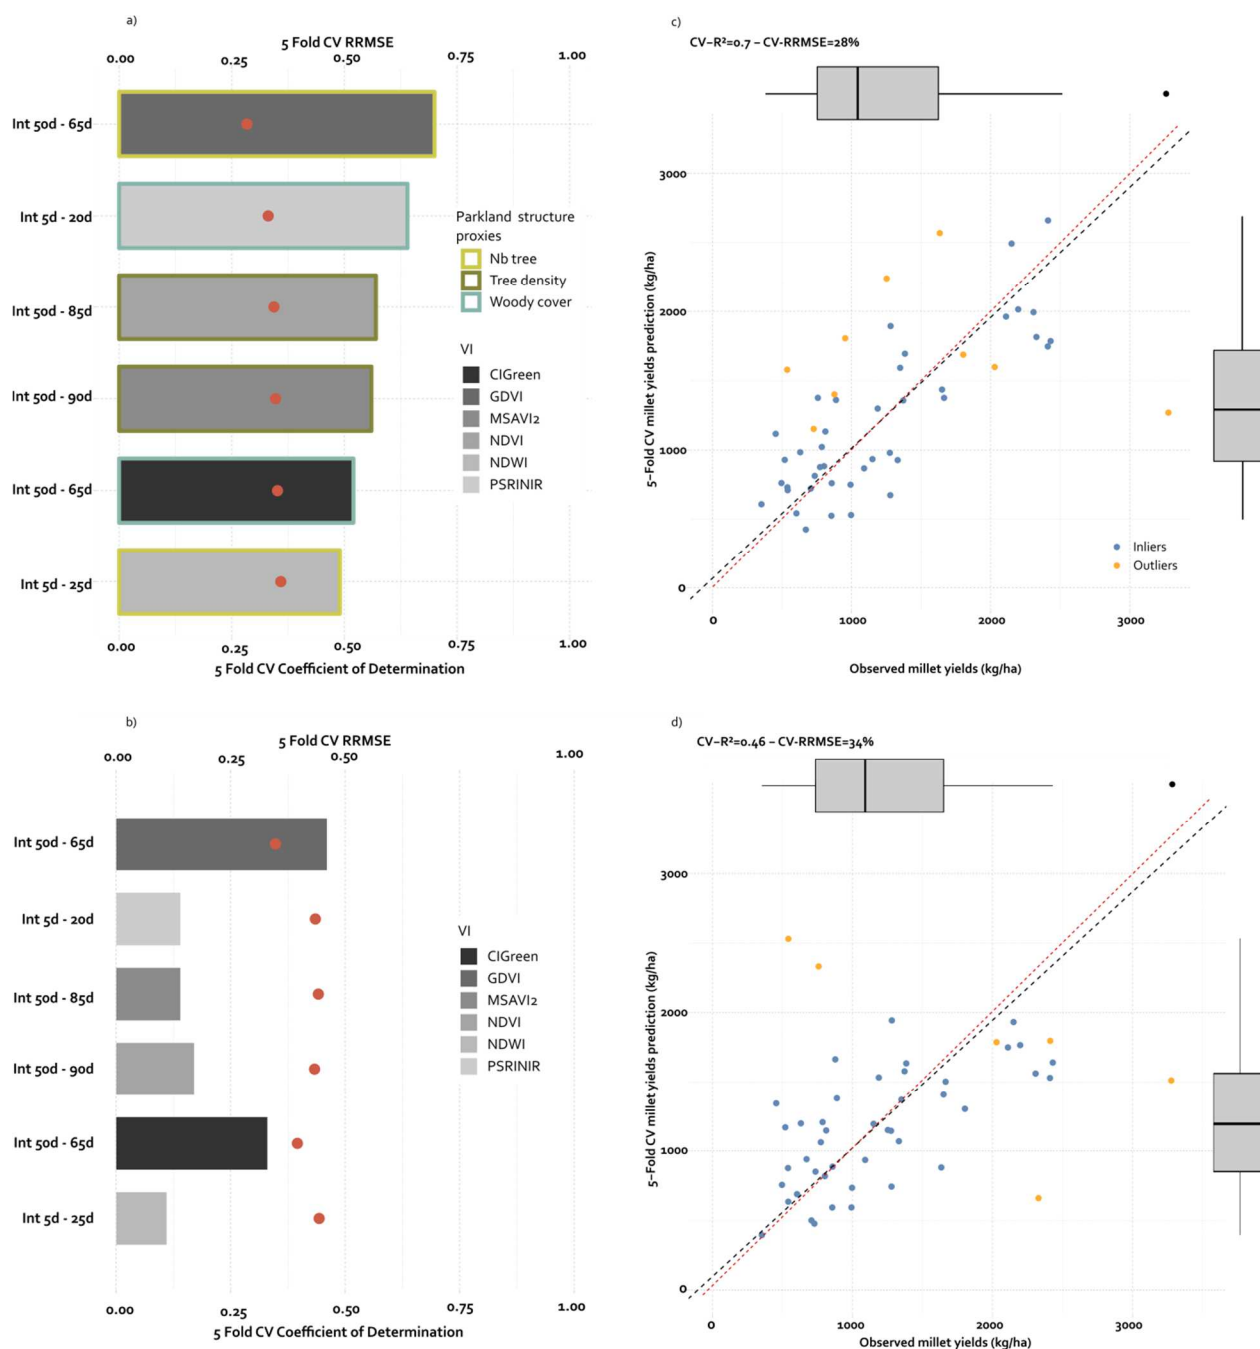 a)
5 Fold CV RRMSE
0.00 0.25 0.50 0.75 1.00
Int 50d - 65d
Int 5d - 20d
Int 50d - 85d
Int 50d - 90d
Int 50d - 65d
Int 5d - 25d
Parkland structure
proxies
Nb tree
Tree density
Woody cover
VI
CIGreen
GDVI
MSAVI2
NDVI
NDWI
PSRINIR
0.00 0.25 0.50 0.75 1.00
5 Fold CV Coefficient of Determination
c)
CV-R²=0.7 – CV-RRMSE=28%
5-Fold CV millet yields prediction (kg/ha)
3000
2000
1000
0
Inliers
Outliers
0 1000 2000 3000
Observed millet yields (kg/ha)
b)
5 Fold CV RRMSE
0.00 0.25 0.50 0.75 1.00
Int 50d - 65d
Int 5d - 20d
Int 50d - 85d
Int 50d - 90d
Int 50d - 65d
Int 5d - 25d
VI
CIGreen
GDVI
MSAVI2
NDVI
NDWI
PSRINIR
0.00 0.25 0.50 0.75 1.00
5 Fold CV Coefficient of Determination
d)
CV-R²=0.46 – CV-RRMSE=34%
5-Fold CV millet yields prediction (kg/ha)
3000
2000
1000
0
0 1000 2000 3000
Observed millet yields (kg/ha)